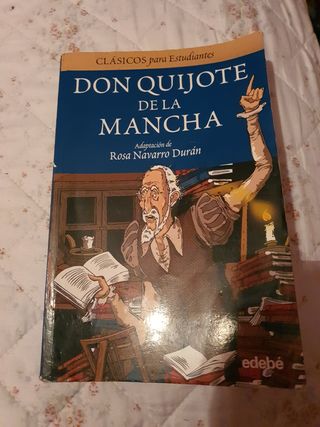 CLÁSICOS para Estudiantes
DON QUIJOTE
DE LA
MANCHA
Adaptación de
Rosa Navarro Durán
edebé